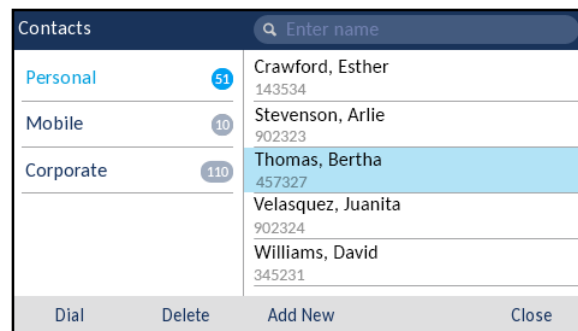 Contacts
Enter name
Personal 51
Mobile 10
Corporate 110
Crawford, Esther
143534
Stevenson, Arlie
902323
Thomas, Bertha
457327
Velasquez, Juanita
902324
Williams, David
345231
Dial Delete Add New Close